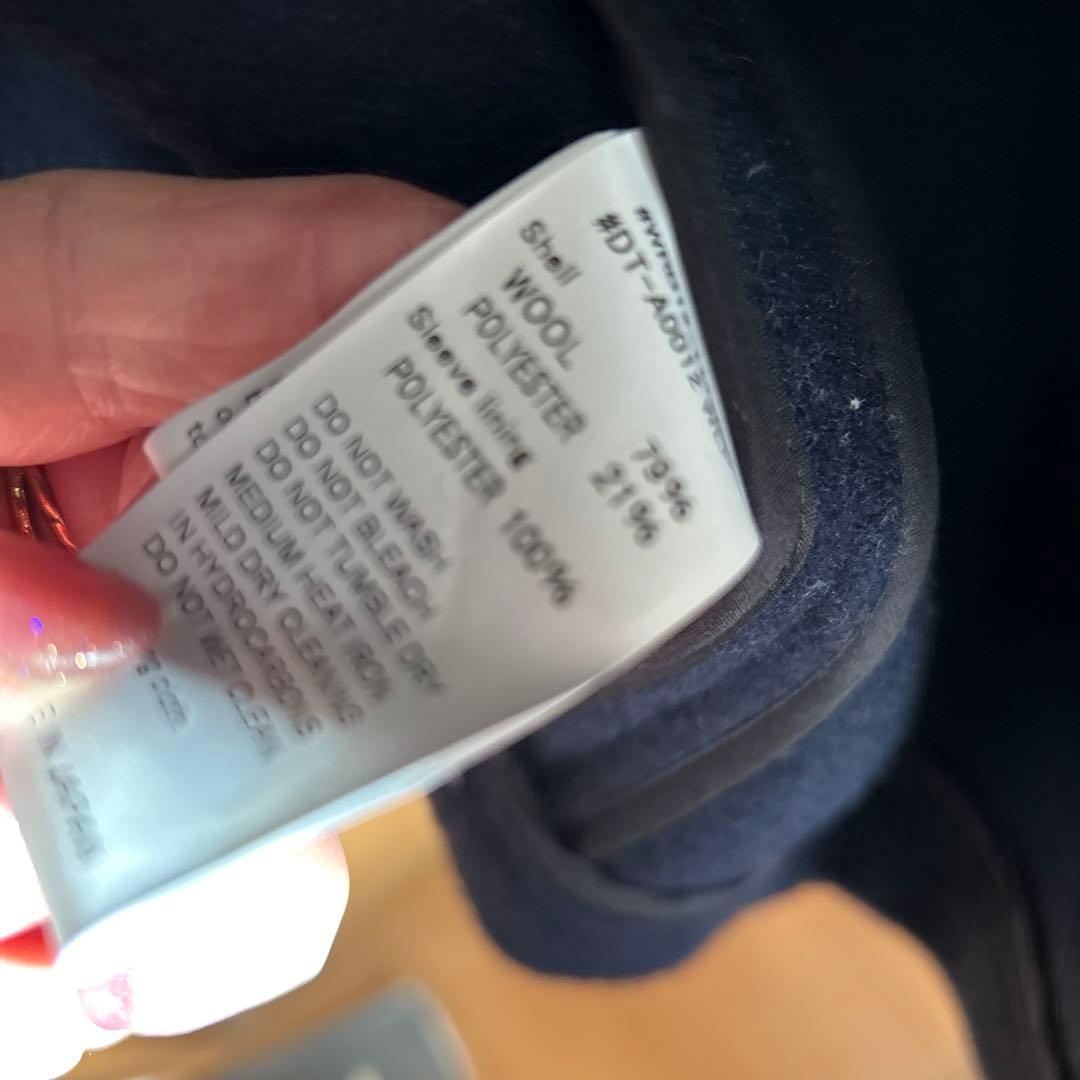 #DT-A0012
Shell
WOOL 79%
POLYESTER 21%
Sleeve lining
POLYESTER 100%
DO NOT WASH
DO NOT BLEACH
DO NOT TUMBLE DRY
MEDIUM HEAT IRON
MILD DRY CLEANING
IN HYDROCARBONS
DO NOT WET CLEAN